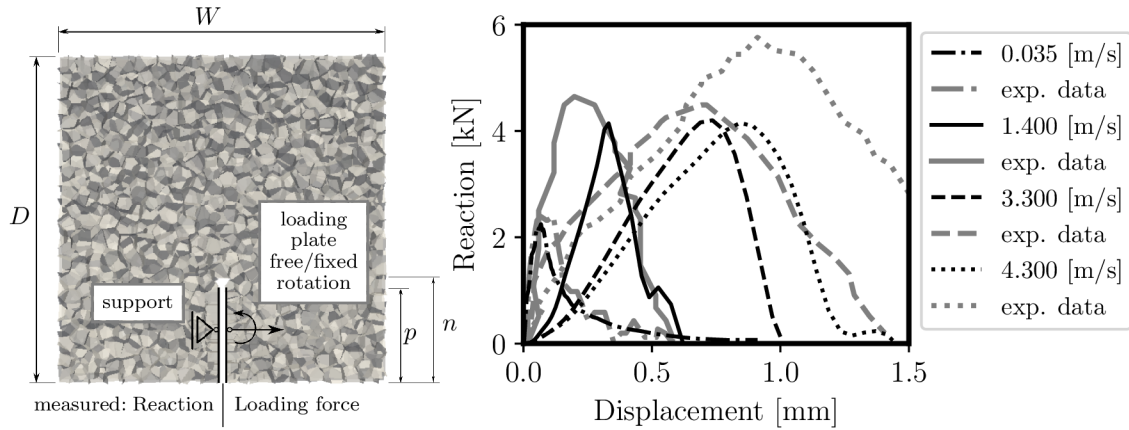 W
D
loading
plate
free/fixed
rotation
support
p
n
measured: Reaction
Loading force
6
4
2
0
Reaction [kN]
0.0
0.5
1.0
1.5
Displacement [mm]
0.035 [m/s]
exp. data
1.400 [m/s]
exp. data
3.300 [m/s]
exp. data
4.300 [m/s]
exp. data